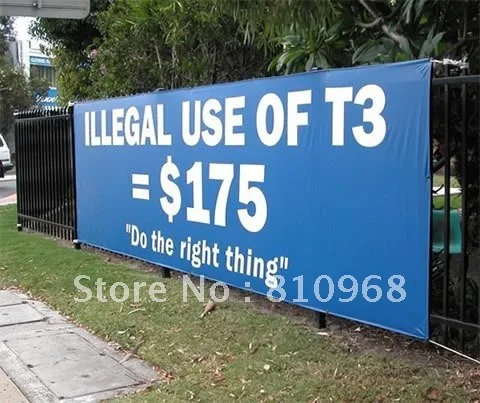 ILLEGAL USE OF T3
= $175
"Do the right thing"
Store No : 810968